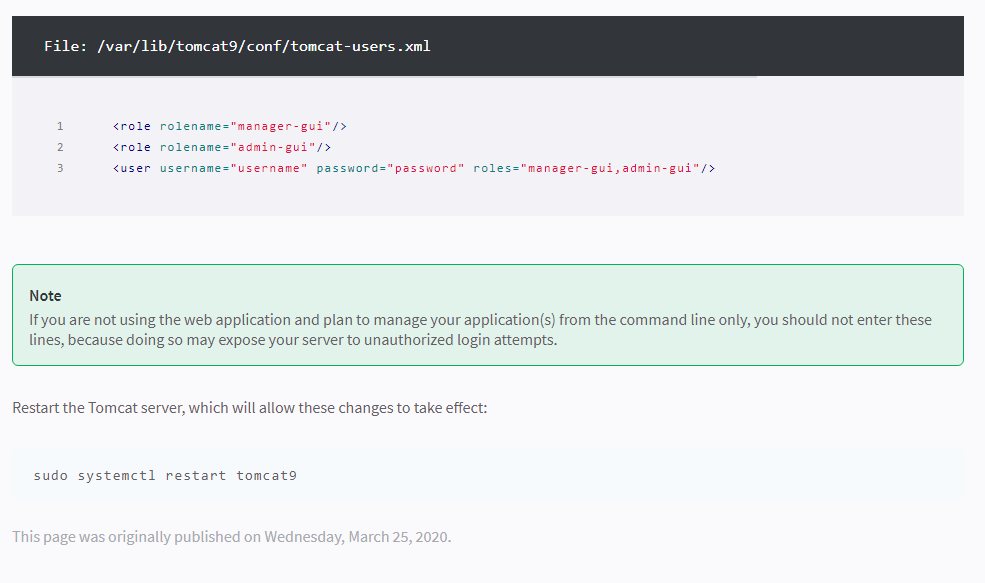 File: /var/lib/tomcat9/conf/tomcat-users.xml
1 <role rolename="manager-gui"/>
2 <role rolename="admin-gui"/>
3 <user username="username" password="password" roles="manager-gui,admin-gui"/>
Note
If you are not using the web application and plan to manage your application(s) from the command line only, you should not enter these
lines, because doing so may expose your server to unauthorized login attempts.
Restart the Tomcat server, which will allow these changes to take effect:
sudo systemctl restart tomcat9
This page was originally published on Wednesday, March 25, 2020.